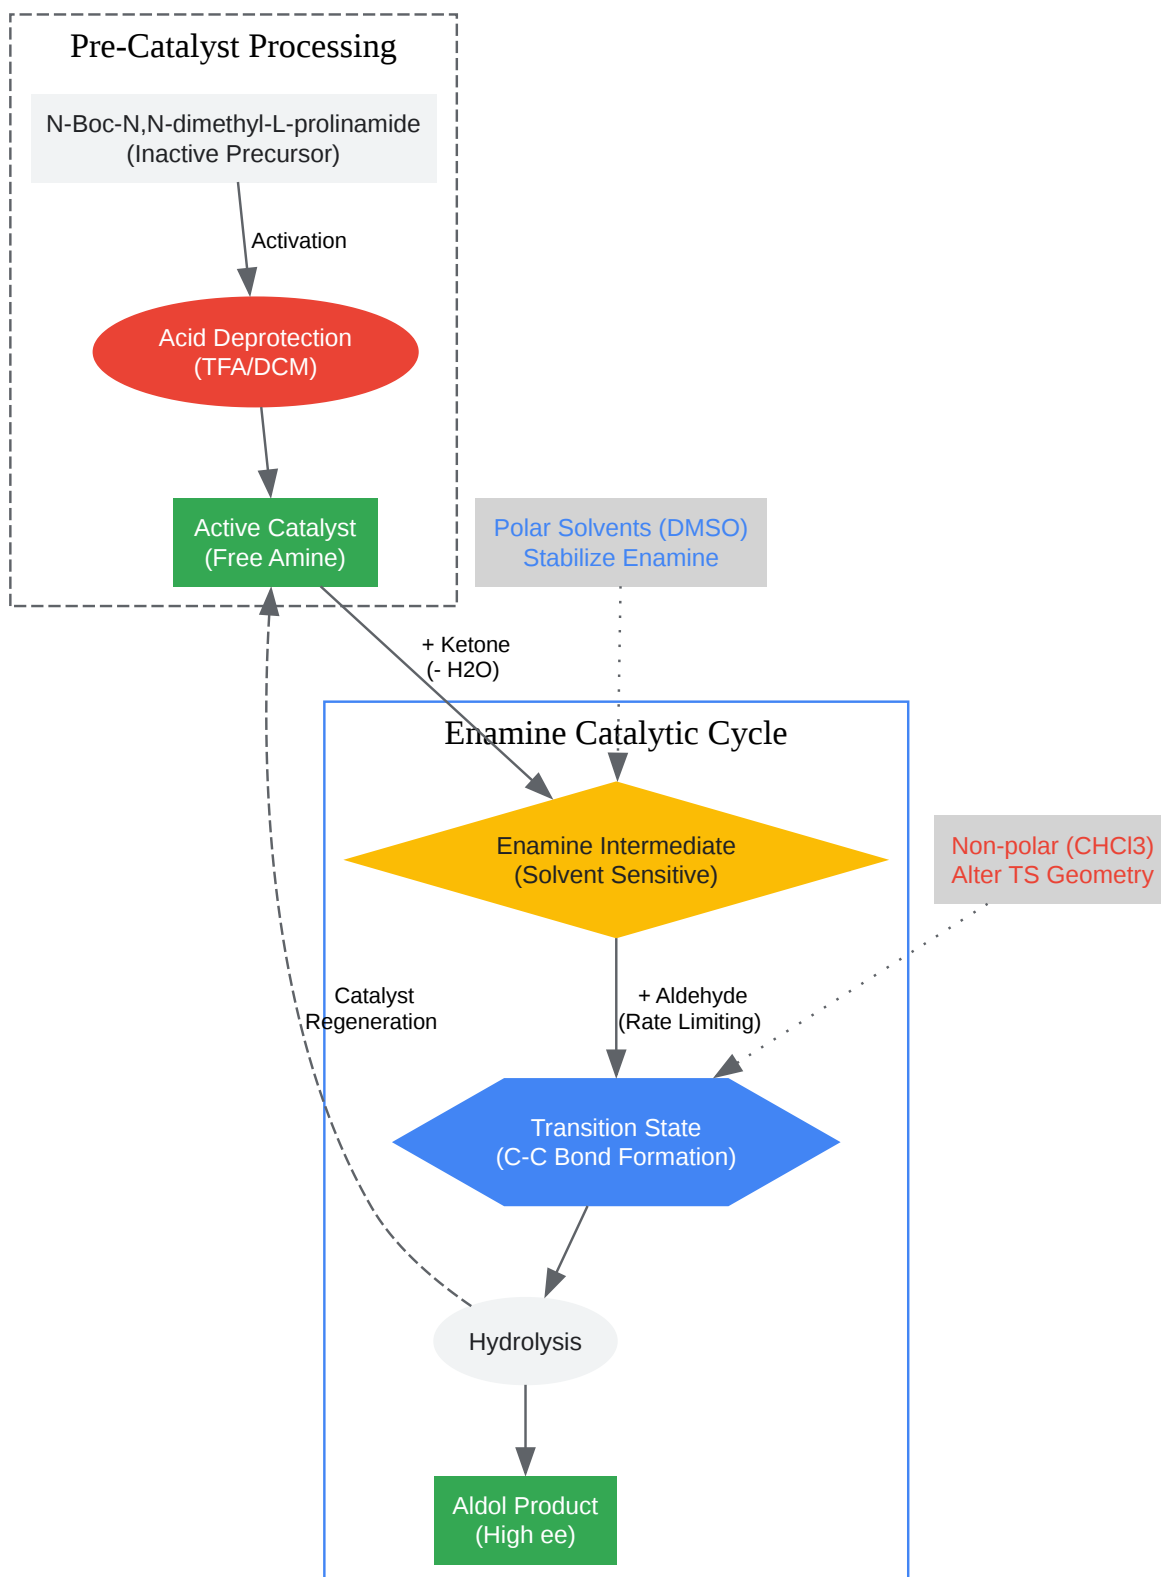 Pre-Catalyst Processing
N-Boc-N,N-dimethyl-L-prolinamide
(Inactive Precursor)
Activation
Acid Deprotection
(TFA/DCM)
Active Catalyst
(Free Amine)
Polar Solvents (DMSO)
Stabilize Enamine
+ Ketone
(- H2O)
Enamine Catalytic Cycle
Enamine Intermediate
(Solvent Sensitive)
Non-polar (CHCl3)
Alter TS Geometry
Catalyst
Regeneration
+ Aldehyde
(Rate Limiting)
Transition State
(C-C Bond Formation)
Hydrolysis
Aldol Product
(High ee)